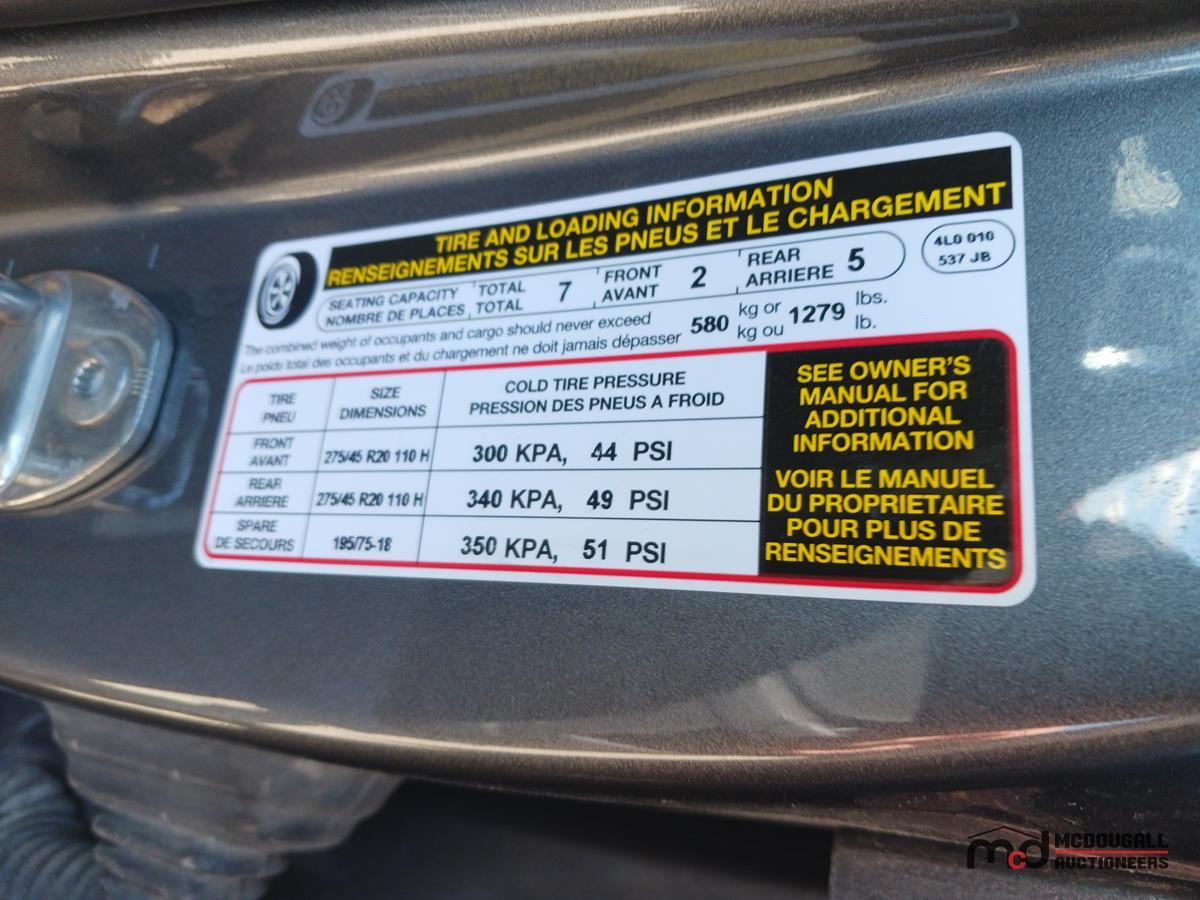 TIRE AND LOADING INFORMATION
RENSEIGNEMENTS SUR LES PNEUS ET LE CHARGEMENT
SEATING CAPACITY TOTAL 7 FRONT 2 REAR 5
NOMBRE DE PLACES TOTAL AVANT ARRIERE
4L0 010
537 JB
The combined weight of occupants and cargo should never exceed 580 kg or 1279 lbs.
Le poids total des occupants et du chargement ne doit jamais dépasser kg ou lb.
TIRE
PNEU
SIZE
DIMENSIONS
COLD TIRE PRESSURE
PRESSION DES PNEUS A FROID
FRONT
AVANT
275/45 R20 110 H
300 KPA, 44 PSI
REAR
ARRIERE
275/45 R20 110 H
340 KPA, 49 PSI
SPARE
DE SECOURS
195/75-18
350 KPA, 51 PSI
SEE OWNER'S
MANUAL FOR
ADDITIONAL
INFORMATION
VOIR LE MANUEL
DU PROPRIETAIRE
POUR PLUS DE
RENSEIGNEMENTS
mcd MCDOUGALL
AUCTIONEERS